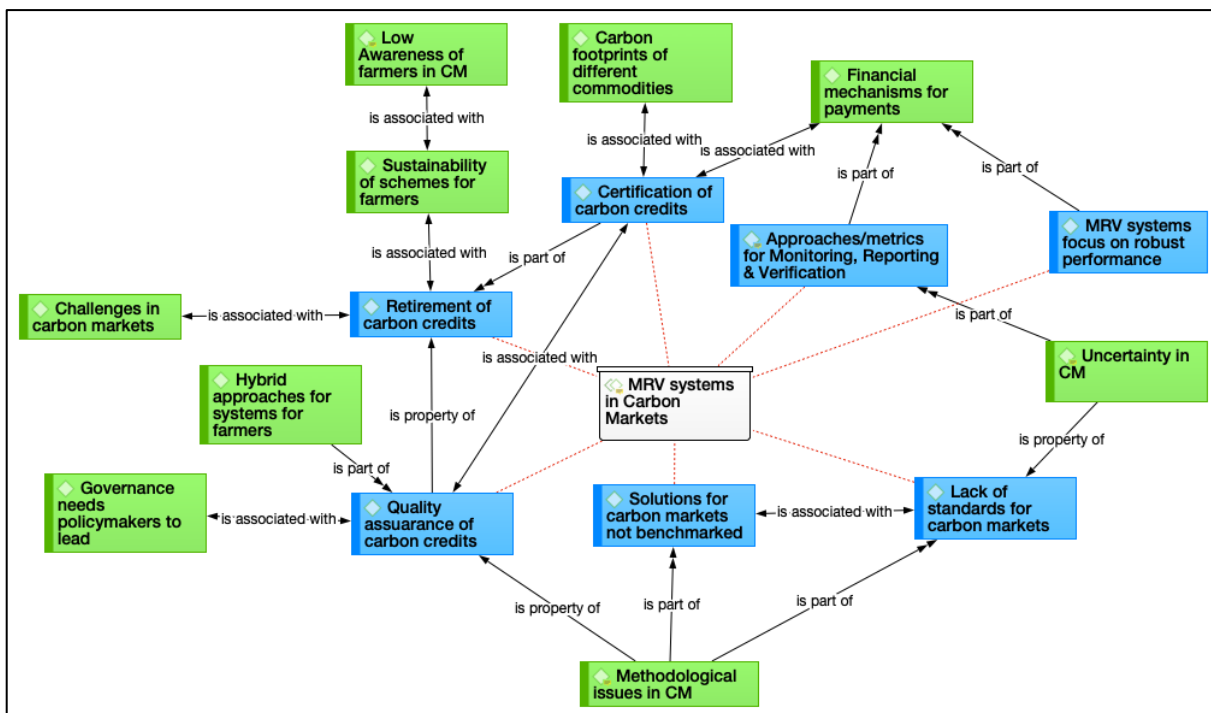 Low
Awareness of
farmers in CM
Carbon
footprints of
different
commodities
Financial
mechanisms for
payments
is associated with
is associated with
is associated with
is part of
is part of
Sustainability
of schemes for
farmers
Certification of
carbon credits
Approaches/metrics
for Monitoring, Reporting
& Verification
MRV systems
focus on robust
performance
is associated with
is part of
Challenges in
carbon markets
is associated with
Retirement of
carbon credits
is part of
is associated with
Uncertainty in
CM
Hybrid
approaches for
systems for
farmers
MRV systems
in Carbon
Markets
is property of
is property of
is part of
Governance
needs
policymakers to
lead
is associated with
Quality
assuarance of
carbon credits
Solutions for
carbon markets
not benchmarked
is associated with
Lack of
standards for
carbon markets
is property of
is part of
is part of
Methodological
issues in CM